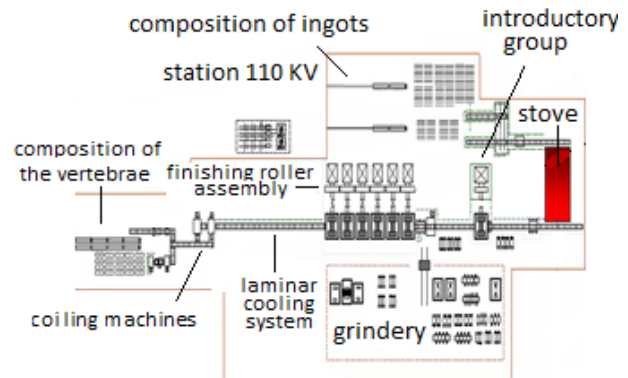 composition of ingots
introductory
group
station 110 KV
stove
composition of
the vertebrae
finishing roller
assembly
laminar
cooling
system
coiling machines
grindery